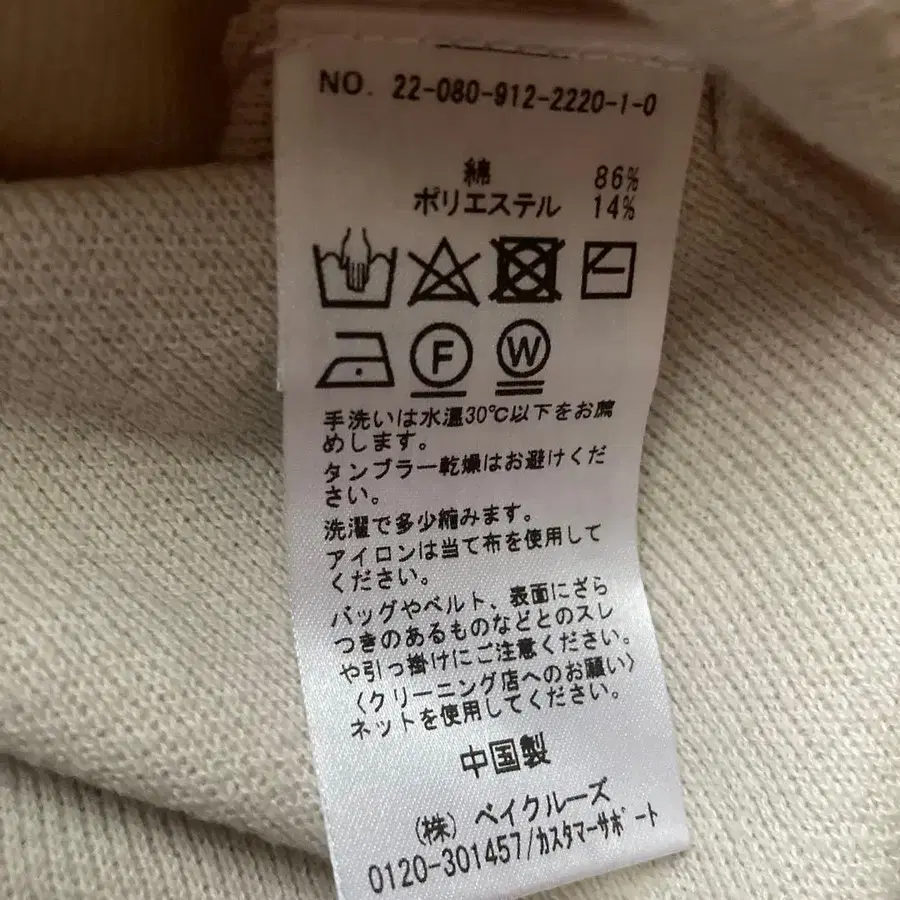 NO. 22-080-912-2220-1-0
綿 86%
ポリエステル 14%
F W
手洗いは水温30℃以下をお薦
めします。
タンブラー乾燥はお避けくだ
さい。
洗濯で多少縮みます。
アイロンは当て布を使用して
ください。
バッグやベルト、表面にざら
つきのあるものなどとのスレ
や引っ掛けにご注意ください。
〈クリーニング店へのお願い〉
ネットを使用してください。
中国製
(株) ベイクルーズ
0120-301457/カスタマーサポート